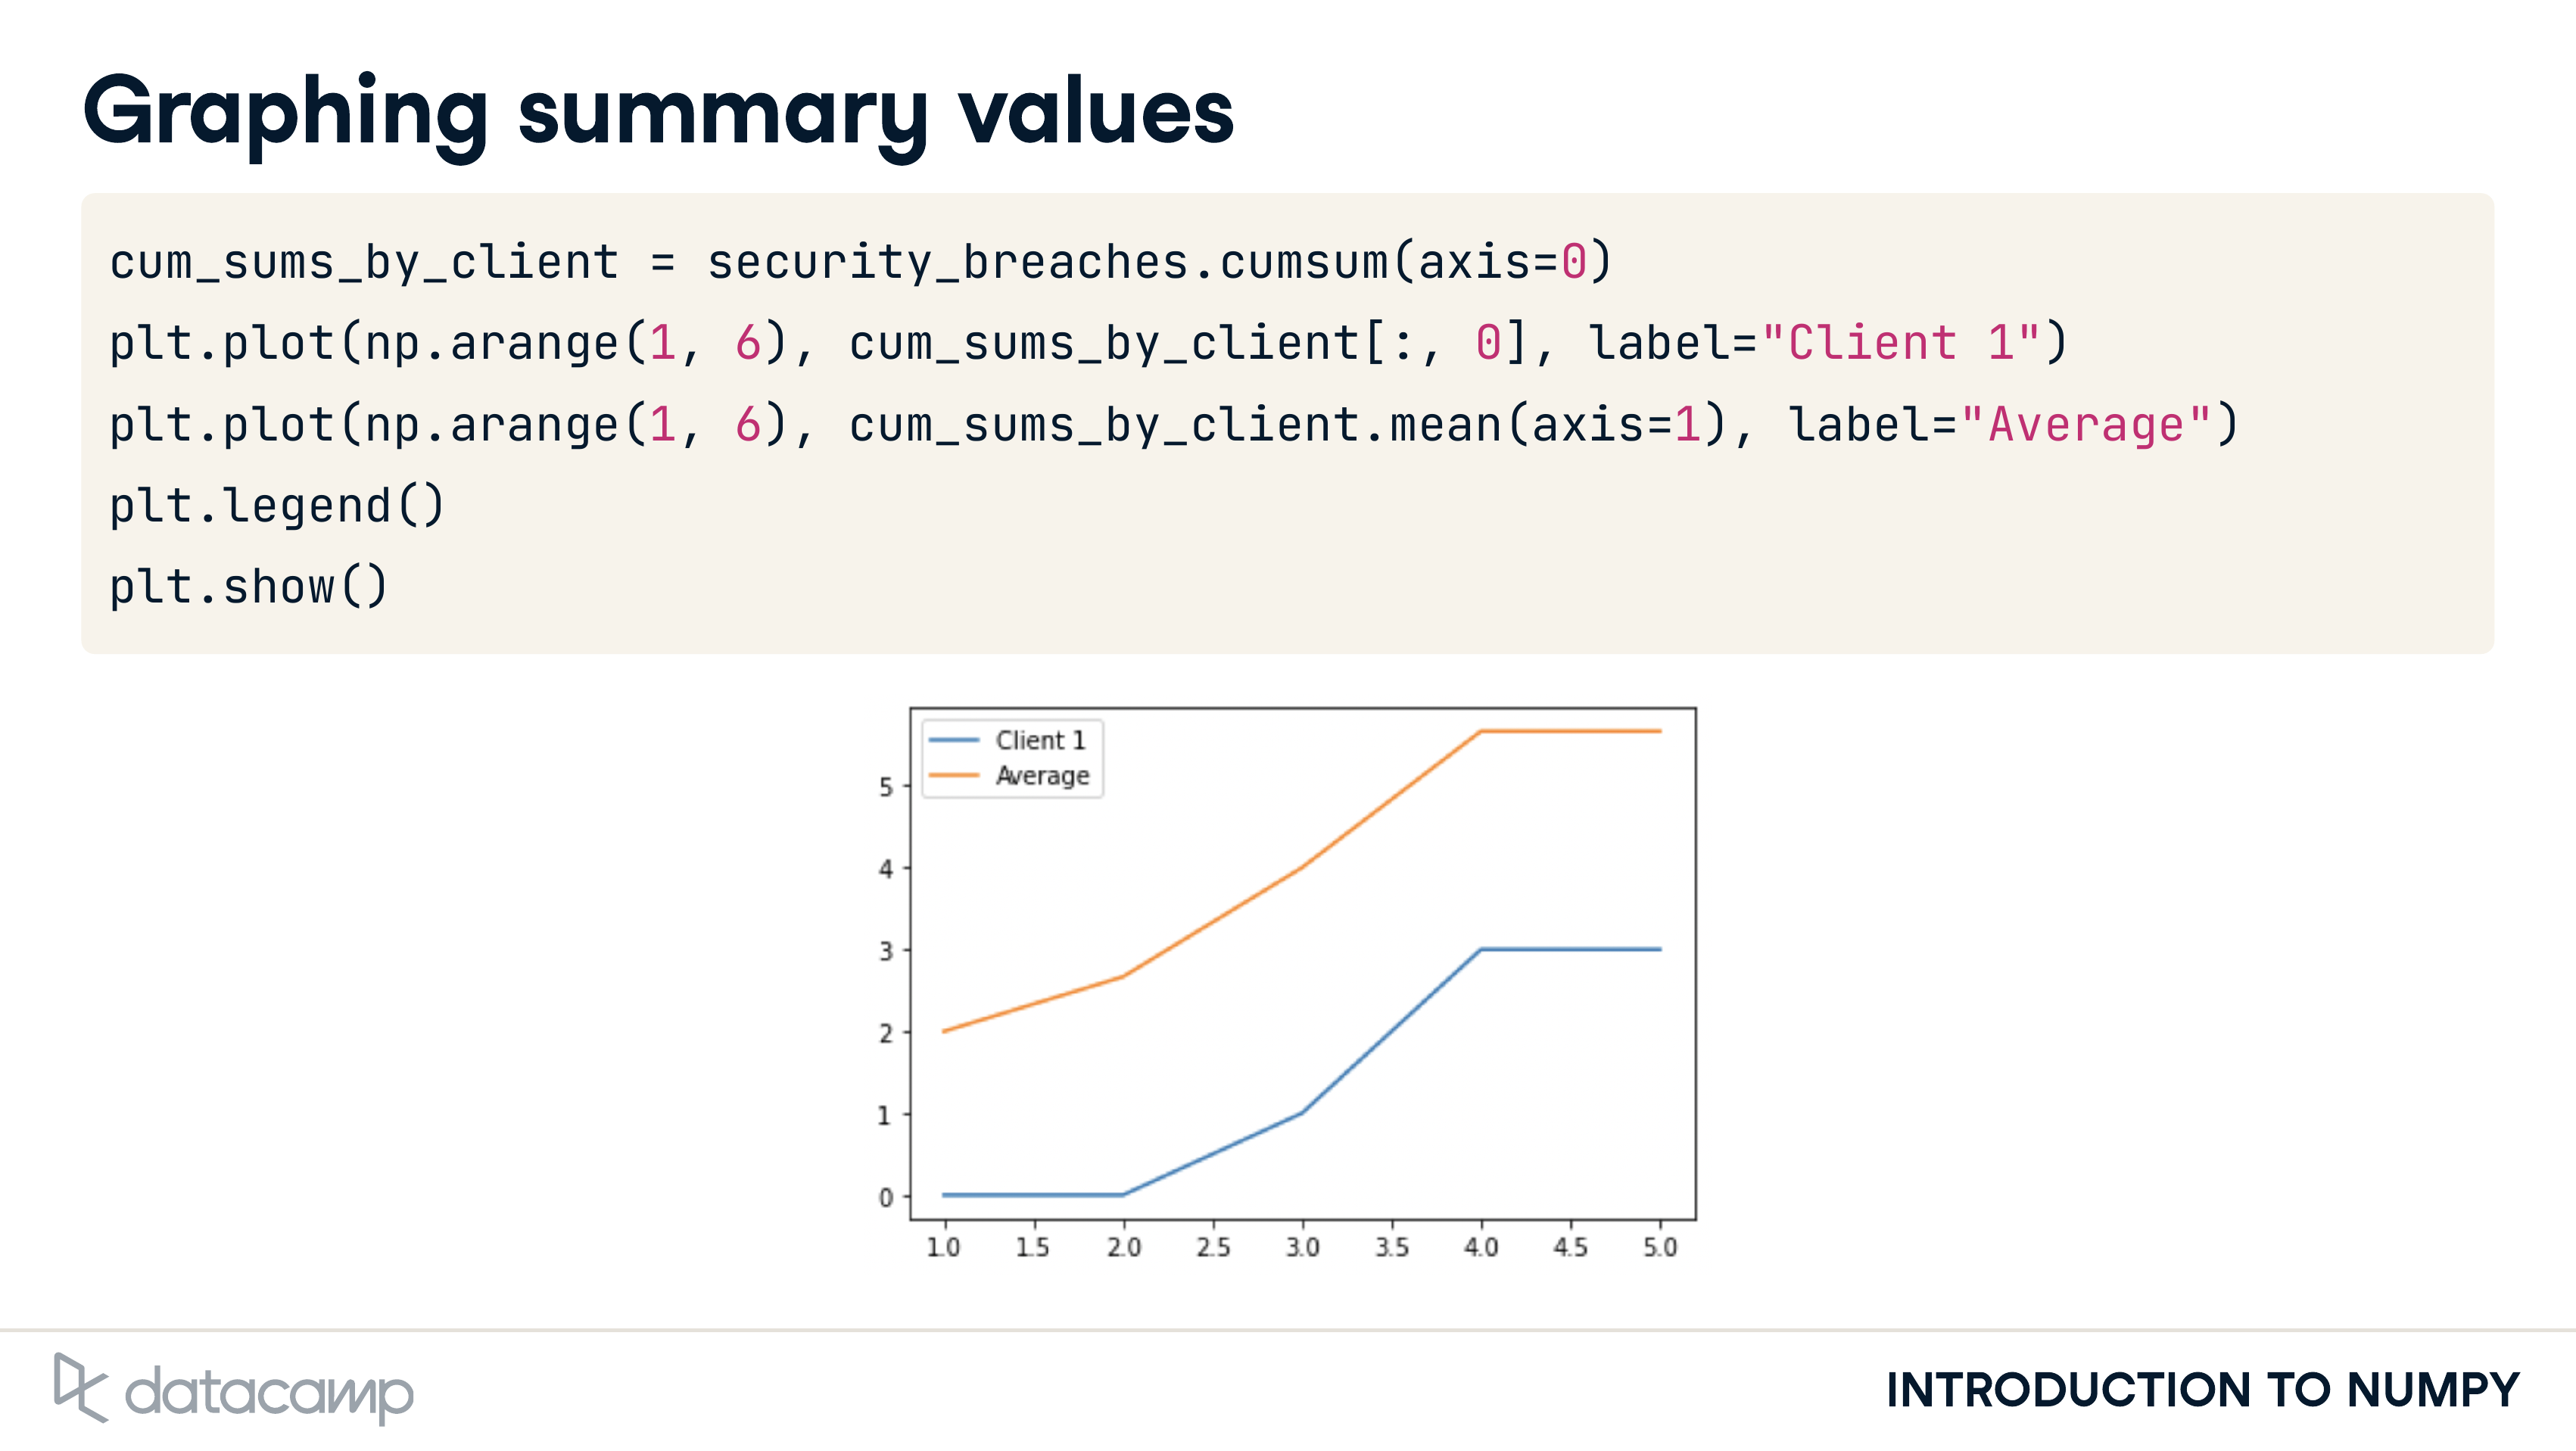 Graphing summary values
cum_sums_by_client = security_breaches.cumsum(axis=0)
plt.plot(np.arange(1, 6), cum_sums_by_client[:, 0], label="Client 1")
plt.plot(np.arange(1, 6), cum_sums_by_client.mean(axis=1), label="Average")
plt.legend()
plt.show()
Client 1
Average
5
4
3
2
1
0
1.0 1.5 2.0 2.5 3.0 3.5 4.0 4.5 5.0
datacamp
INTRODUCTION TO NUMPY